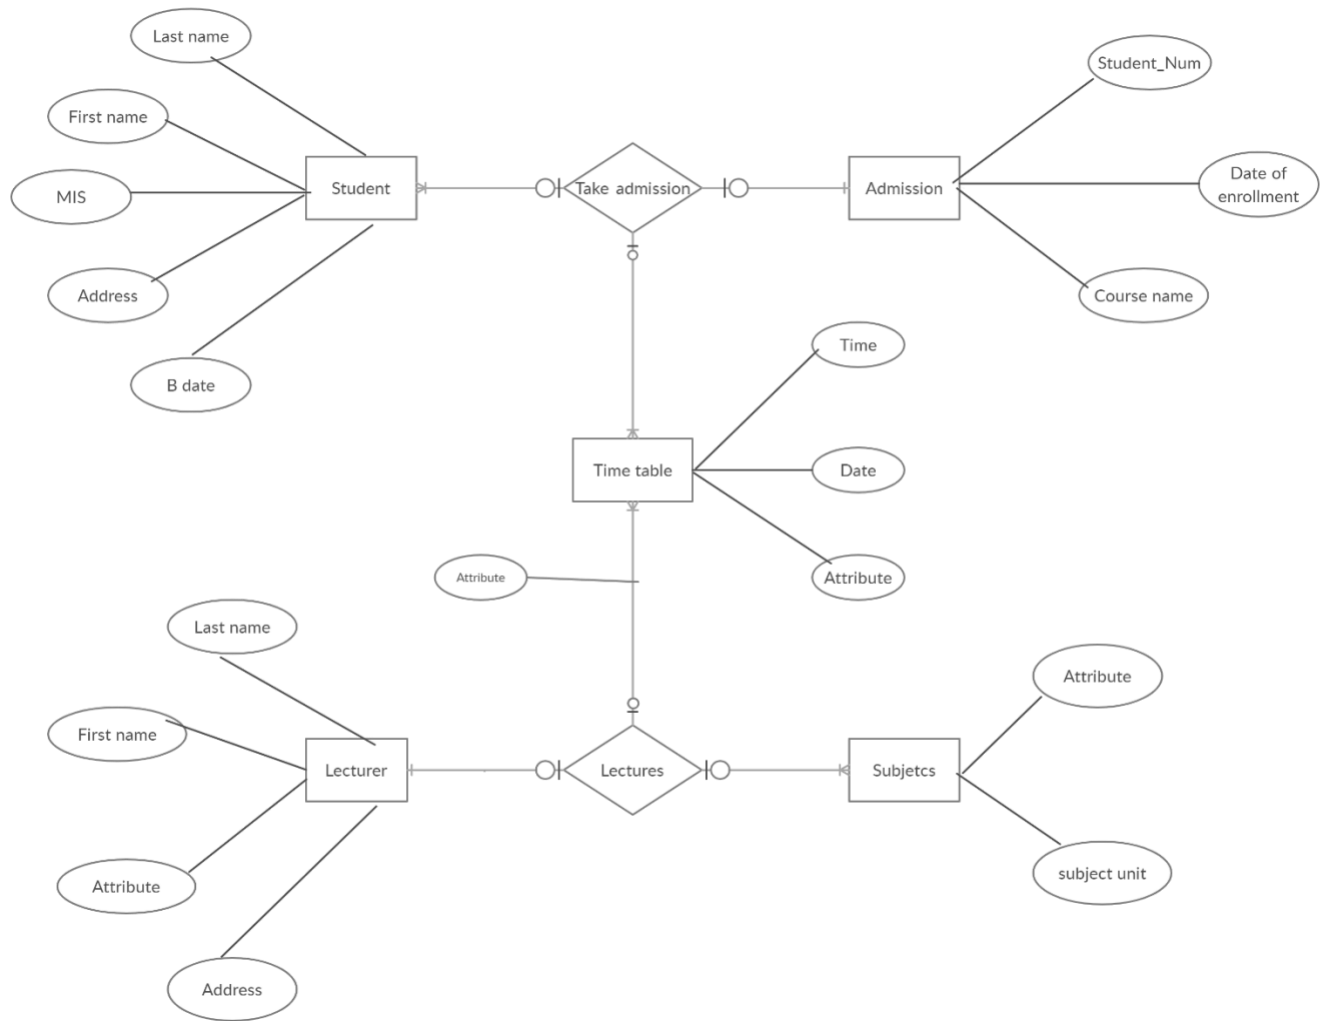 Last name
Student_Num
First name
Date of
enrollment
Student
Take admission
Admission
MIS
Address
Course name
Time
B date
Time table
Date
Attribute
Attribute
Last name
Attribute
First name
Lecturer
Lectures
Subjetcs
Attribute
subject unit
Address